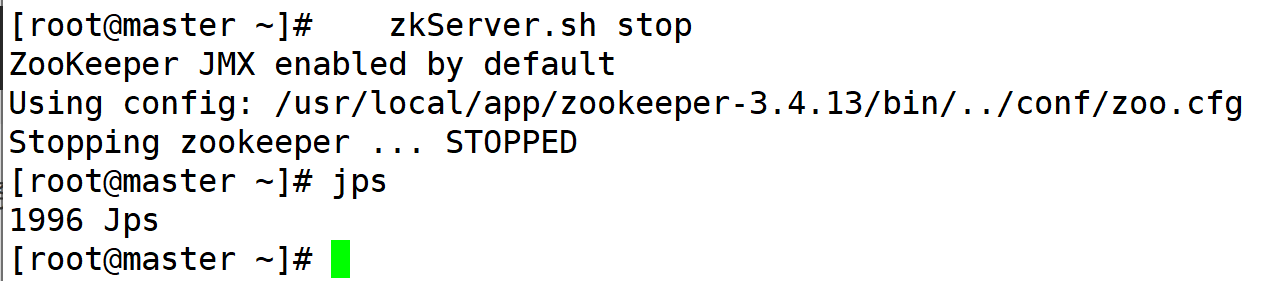 [root@master ~]#    zkServer.sh stop
ZooKeeper JMX enabled by default
Using config: /usr/local/app/zookeeper-3.4.13/bin/../conf/zoo.cfg
Stopping zookeeper ... STOPPED
[root@master ~]# jps
1996 Jps
[root@master ~]#